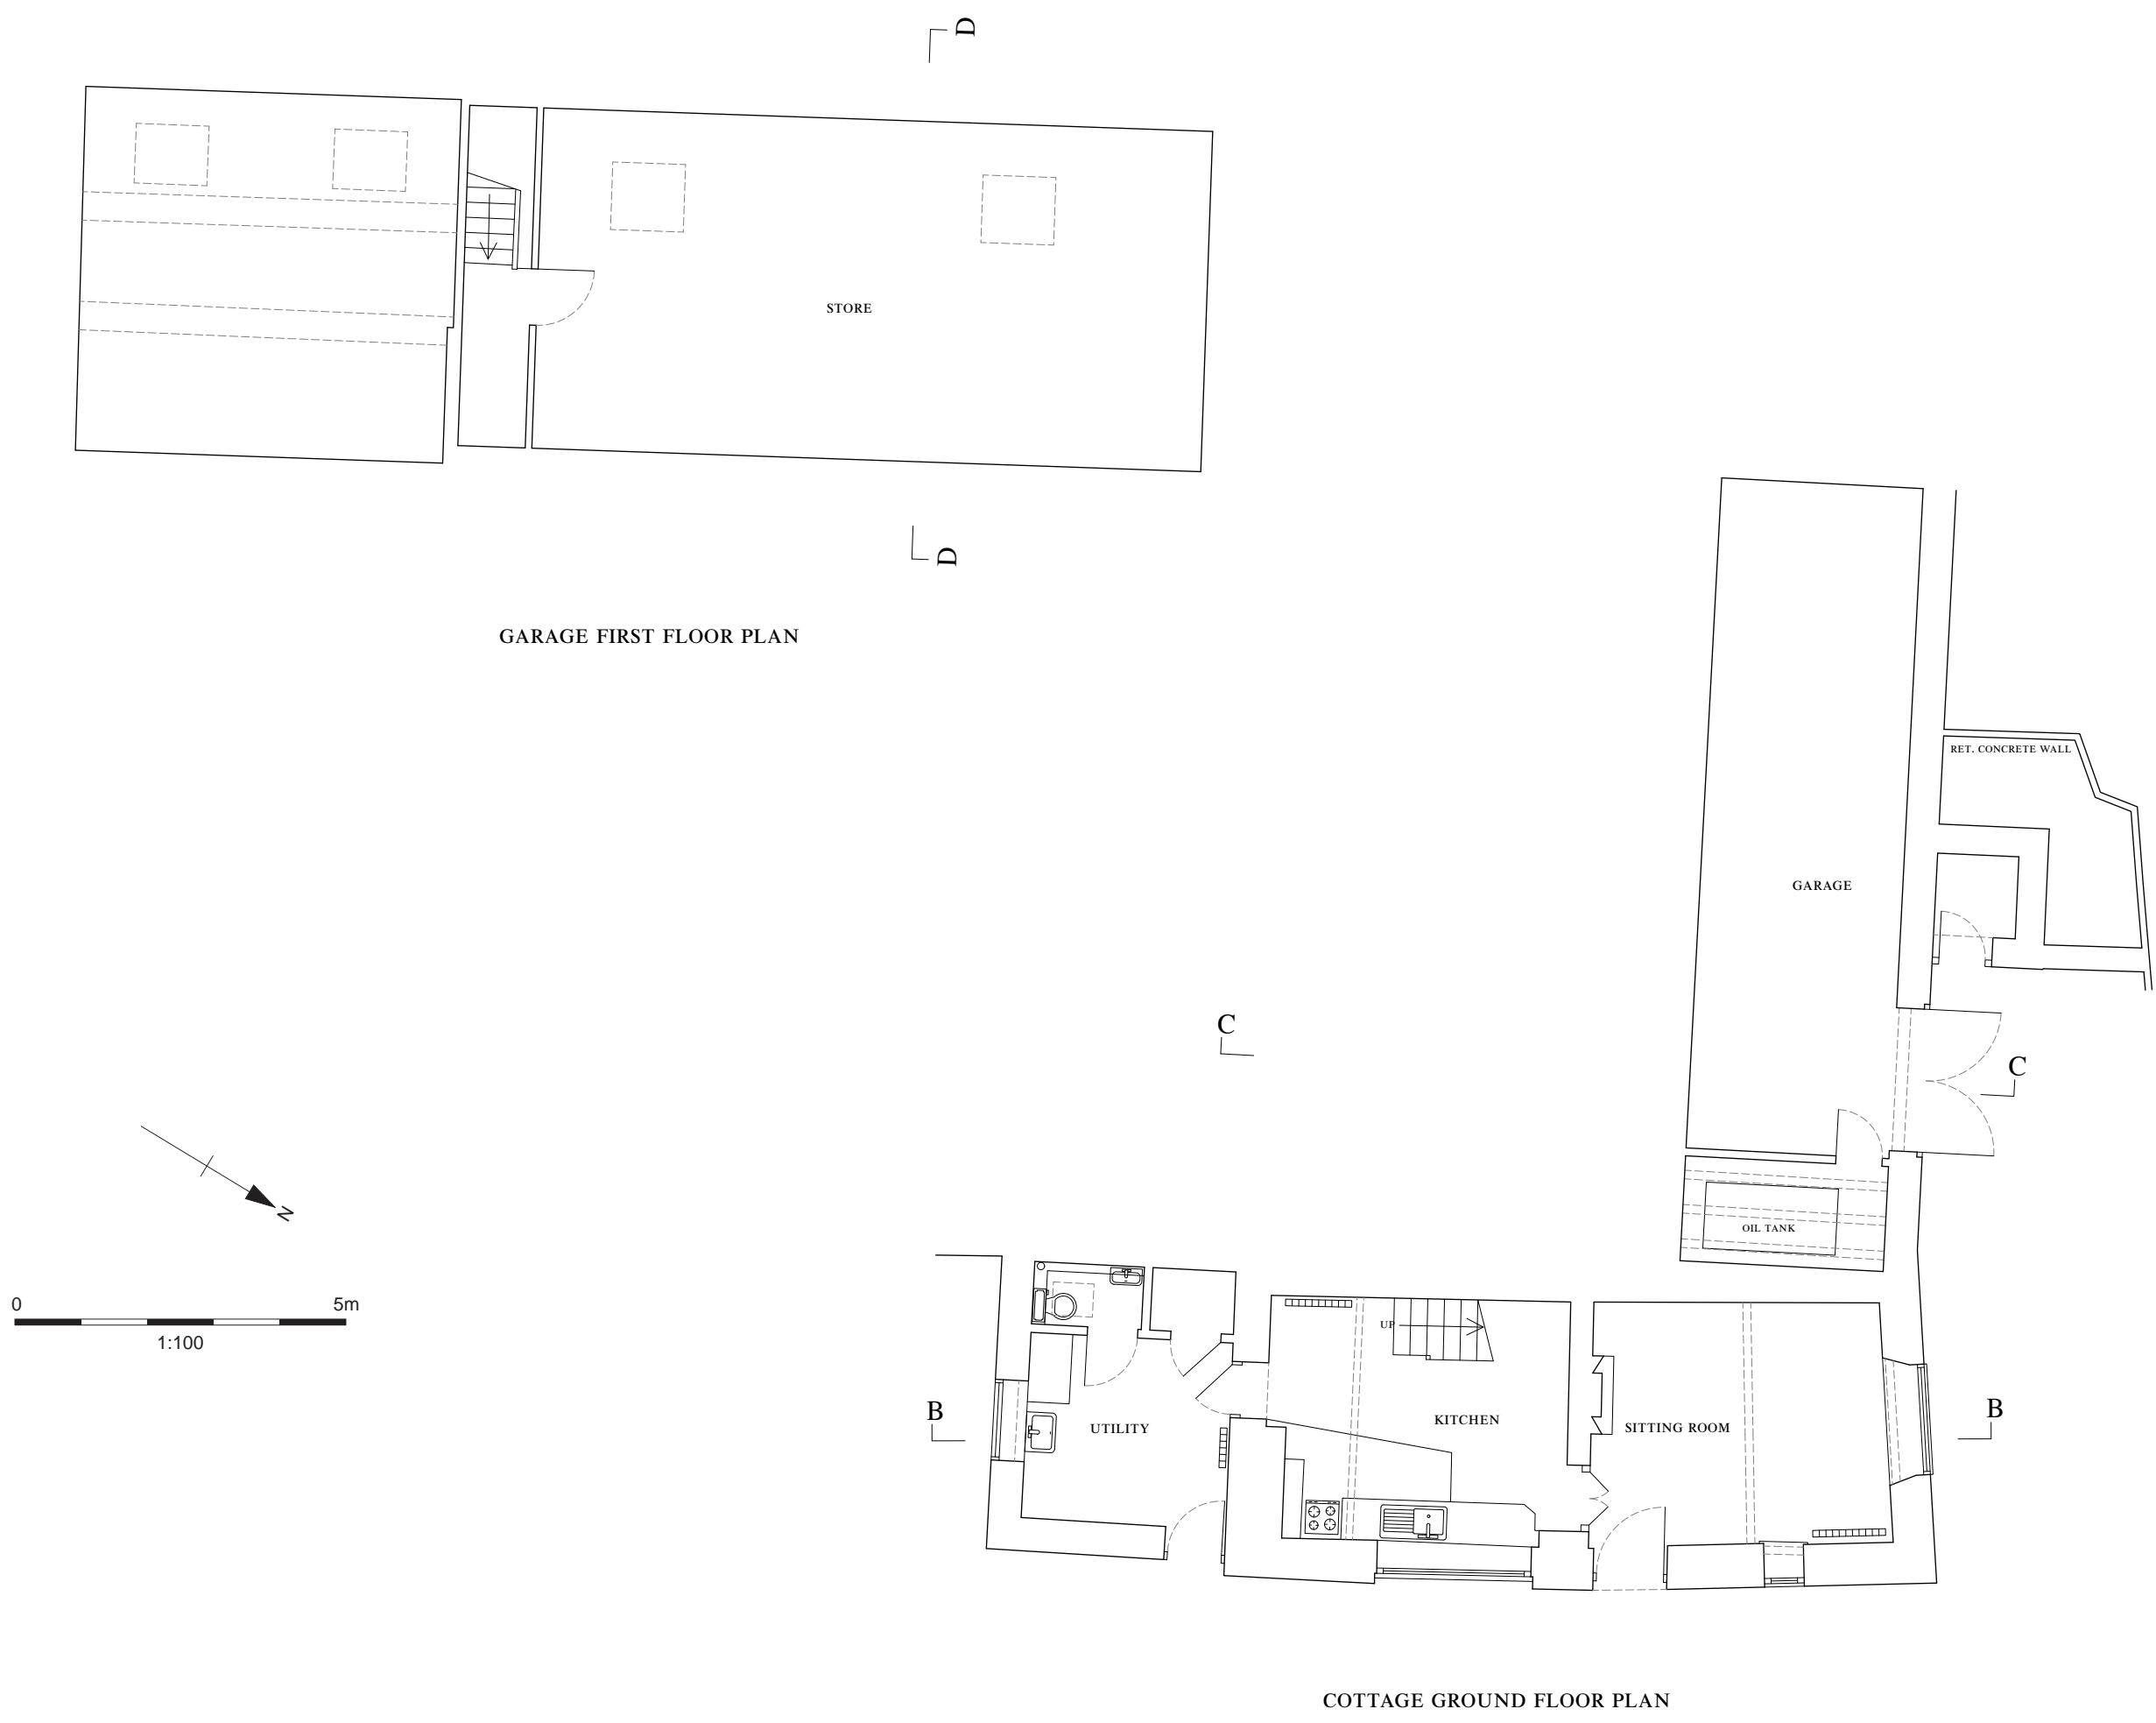 D
STORE
D
GARAGE FIRST FLOOR PLAN
RET. CONCRETE WALL
GARAGE
C
C
N
OIL TANK
0 5m
1:100
UP
B
UTILITY
KITCHEN
SITTING ROOM
B
COTTAGE GROUND FLOOR PLAN